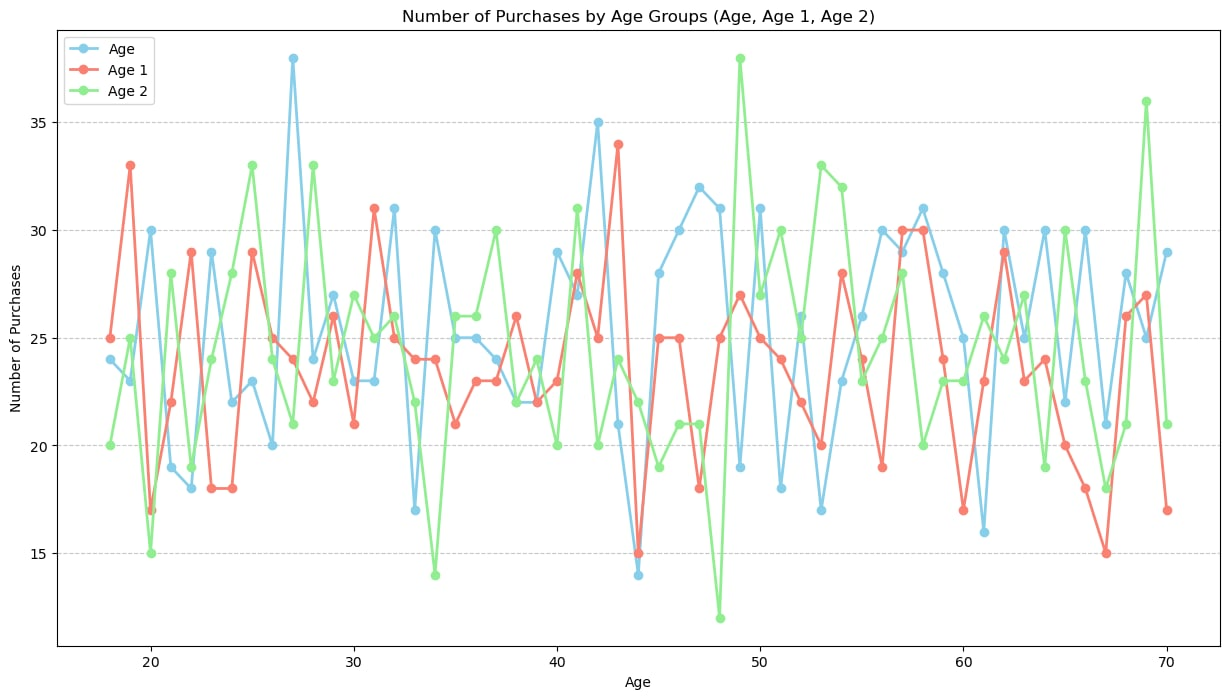 Number of Purchases by Age Groups (Age, Age 1, Age 2)
Age
Age 1
Age 2
Number of Purchases
35
30
25
20
15
20
30
40
50
60
70
Age